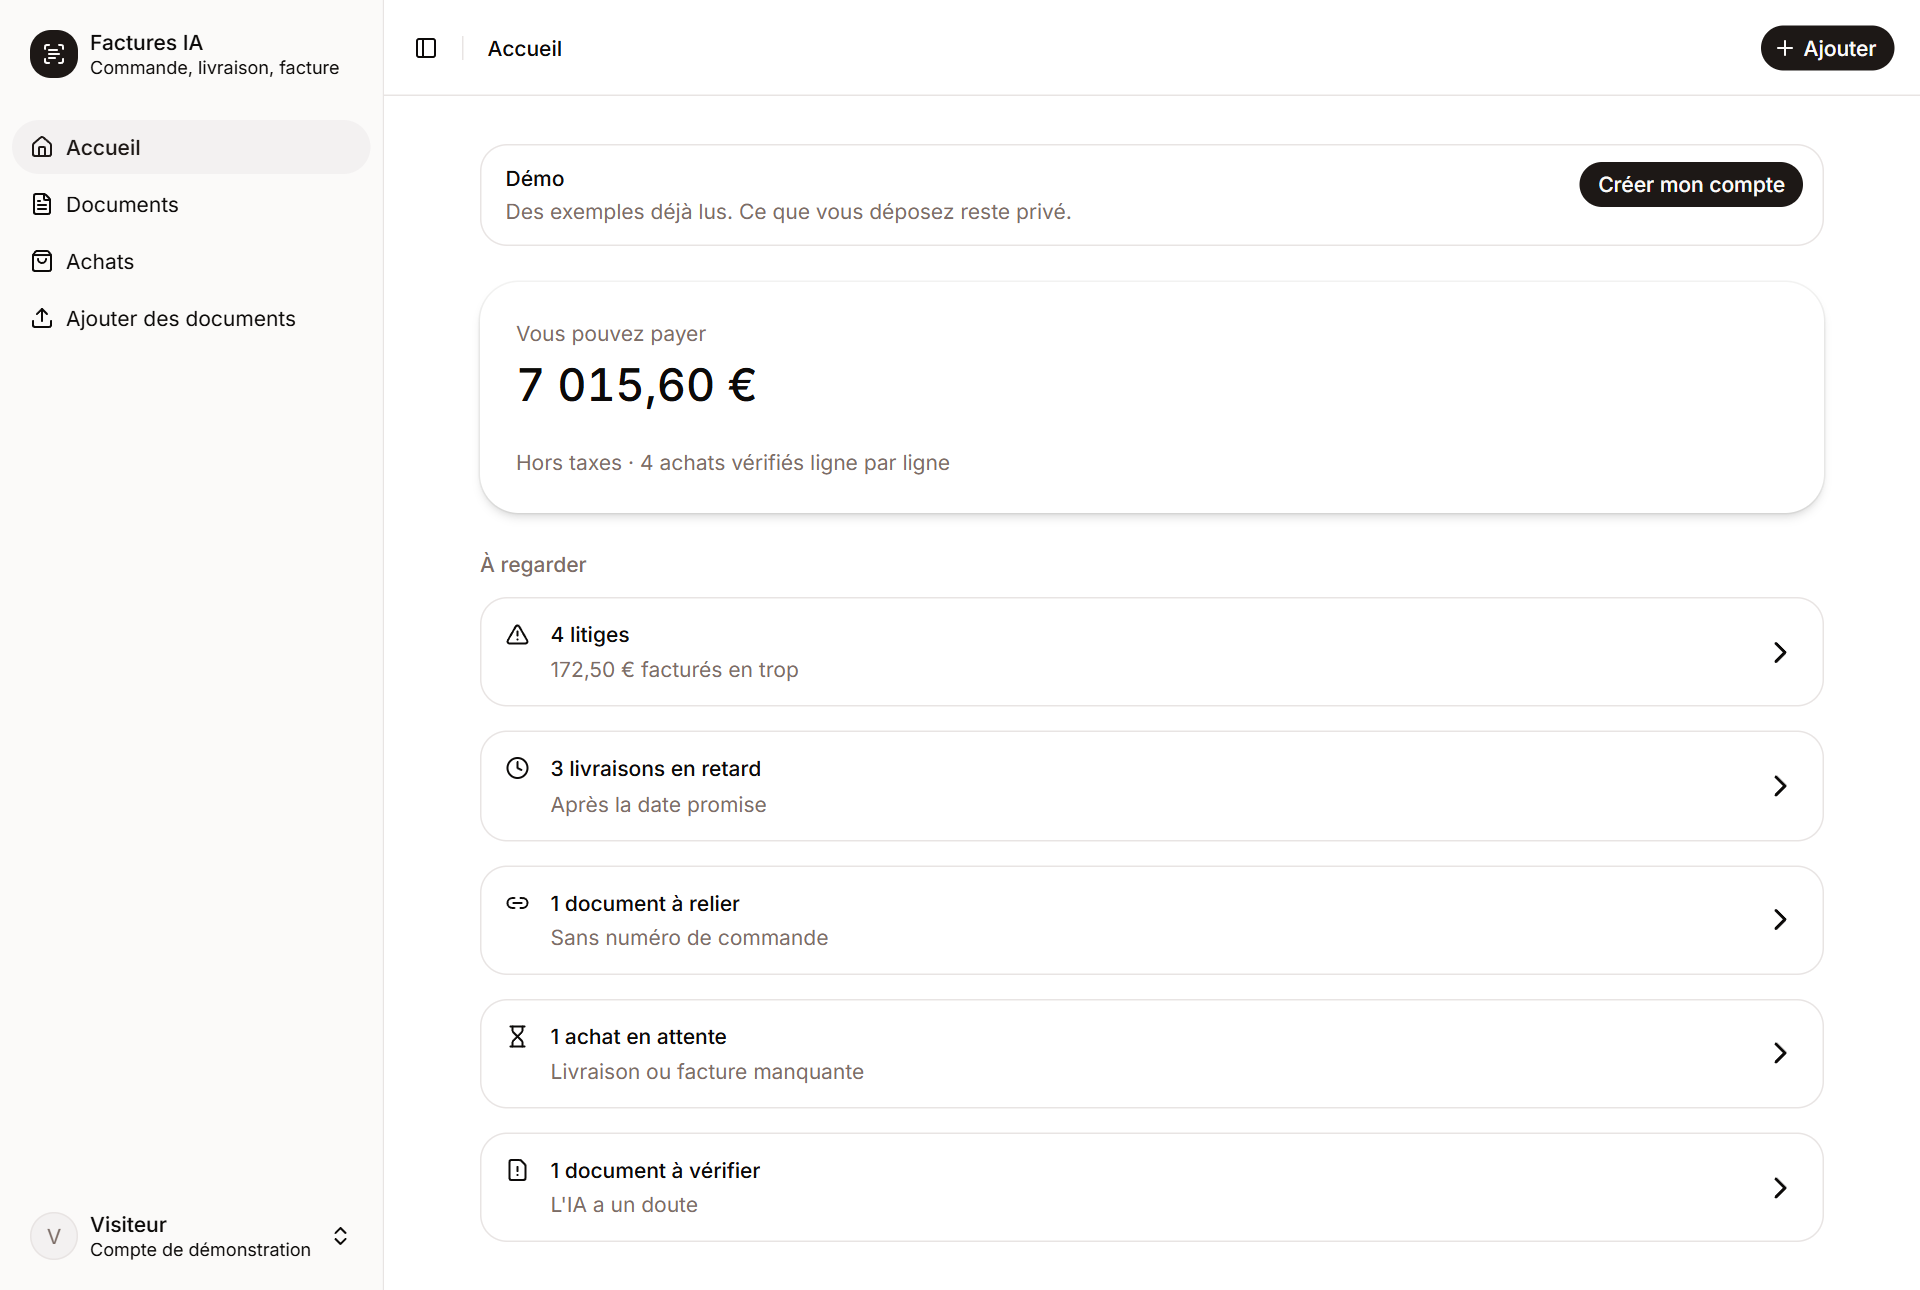 Factures IA
Commande, livraison, facture
Accueil
Documents
Achats
Ajouter des documents
Visiteur
V
Compte de démonstration
Accueil
Ajouter
Démo
Des exemples déjà lus. Ce que vous déposez reste privé.
Créer mon compte
Vous pouvez payer
7 015,60 €
Hors taxes · 4 achats vérifiés ligne par ligne
À regarder
4 litiges
172,50 € facturés en trop
3 livraisons en retard
Après la date promise
1 document à relier
Sans numéro de commande
1 achat en attente
Livraison ou facture manquante
1 document à vérifier
L'IA a un doute